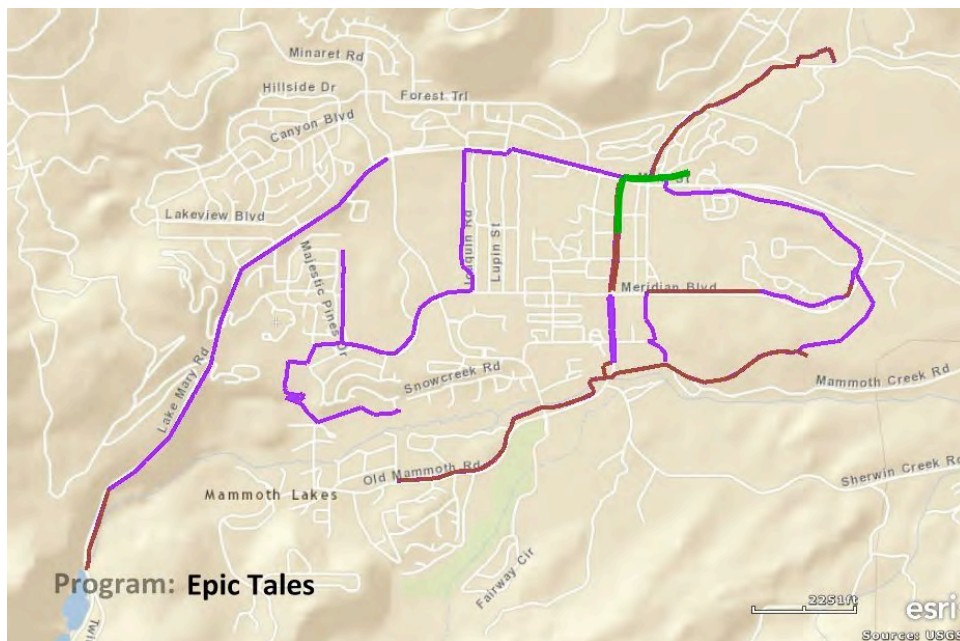 Minaret Rd
Hillside Dr
Forest Trl
Canyon Blvd
Lakeview Blvd
Majestic Pines Dr
Lupin St
Meridian Blvd
Lake Mary Rd
Snowcreek Rd
Mammoth Creek Rd
Old Mammoth Rd
Sherwin Creek Rd
Mammoth Lakes
Fairway Cir
Program: Epic Tales
2251ft
esri
Source: USGS